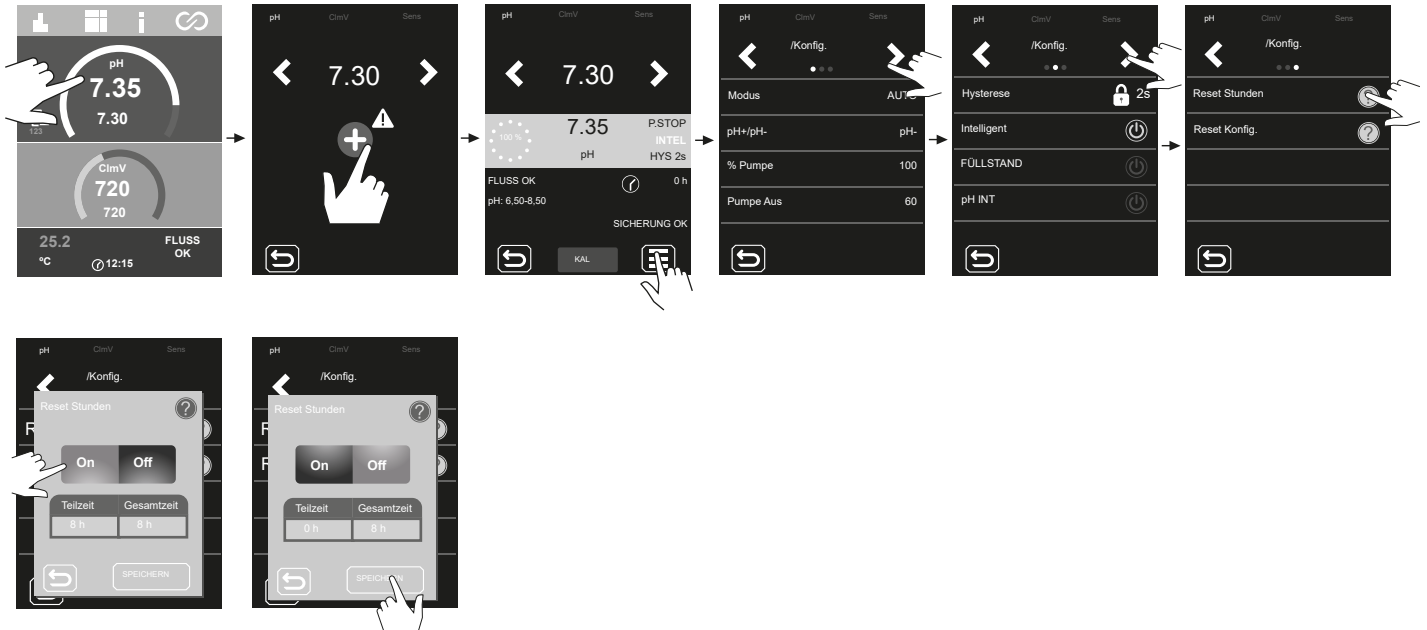 pH
7.35
7.30
123
ClmV
720
720
25.2
ºC
12:15
FLUSS
OK
pH ClmV Sens
7.30
pH ClmV Sens
7.30
100 %
7.35
pH
P.STOP
INTEL
HYS 2s
FLUSS OK
0 h
pH: 6,50-8,50
SICHERUNG OK
KAL
pH ClmV Sens
/Konfig.
Modus AUTO
pH+/pH- pH-
% Pumpe 100
Pumpe Aus 60
pH ClmV Sens
/Konfig.
Hysterese 2s
Intelligent
FÜLLSTAND
pH INT
pH ClmV Sens
/Konfig.
Reset Stunden ?
Reset Konfig. ?
pH ClmV Sens
/Konfig.
Reset Stunden ?
R
On Off
Teilzeit Gesamtzeit
8 h 8 h
SPEICHERN
pH ClmV Sens
/Konfig.
Reset Stunden ?
F
F
On Off
Teilzeit Gesamtzeit
0 h 8 h
SPEICHERN